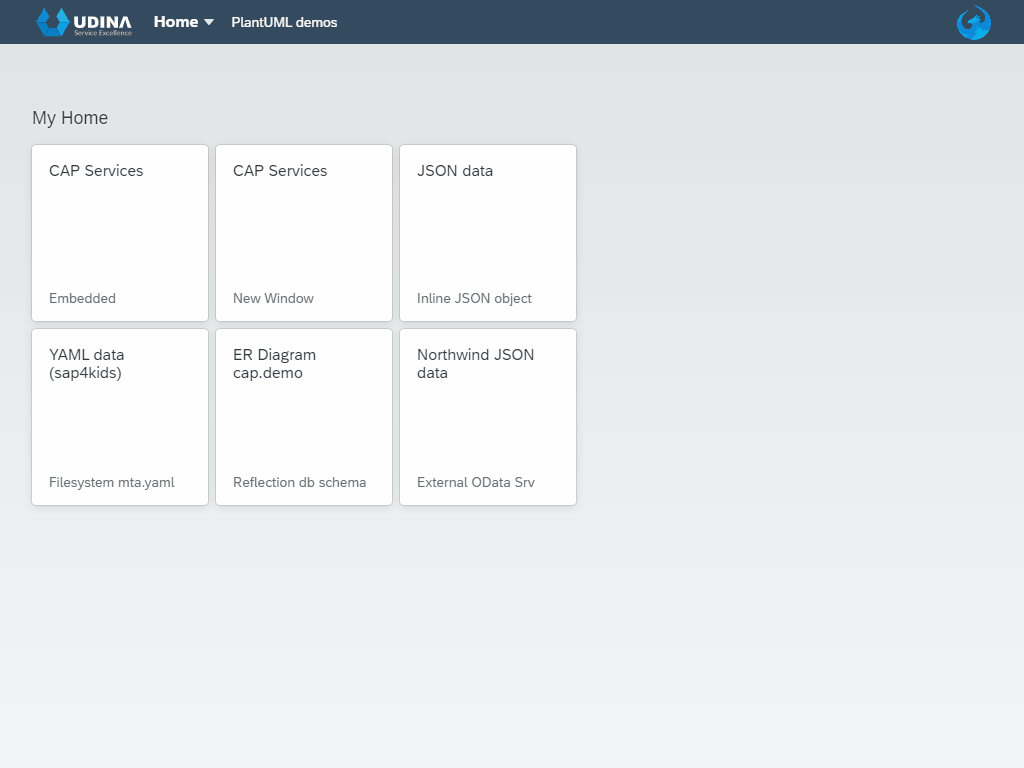 UDINA
Service Excellence
Home
PlantUML demos
My Home
CAP Services
CAP Services
JSON data
Embedded
New Window
Inline JSON object
YAML data
(sap4kids)
ER Diagram
cap.demo
Northwind JSON
data
Filesystem mta.yaml
Reflection db schema
External OData Srv